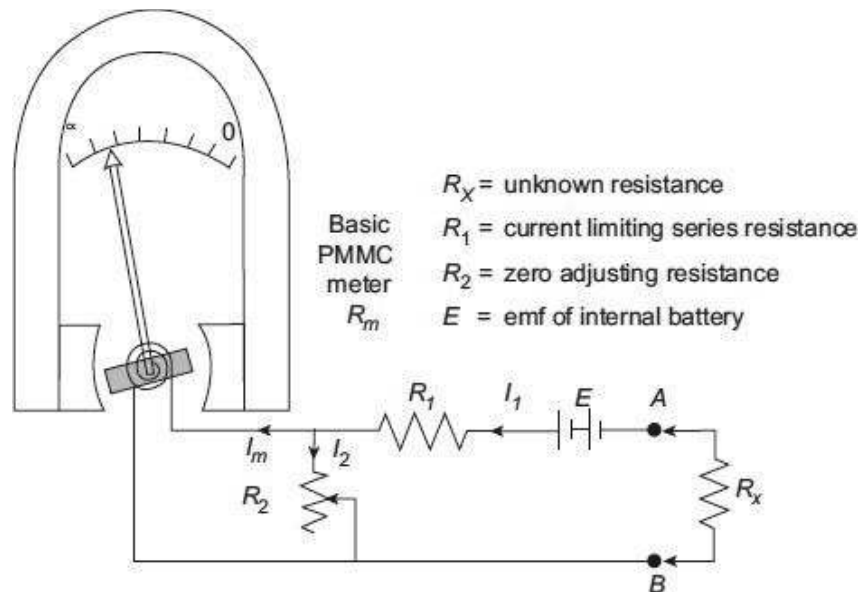 ∝ 0
Basic
PMMC
meter
R_m
R_X = unknown resistance
R_1 = current limiting series resistance
R_2 = zero adjusting resistance
E = emf of internal battery
R_1 I_1 E A
I_m I_2
R_2 R_x
B